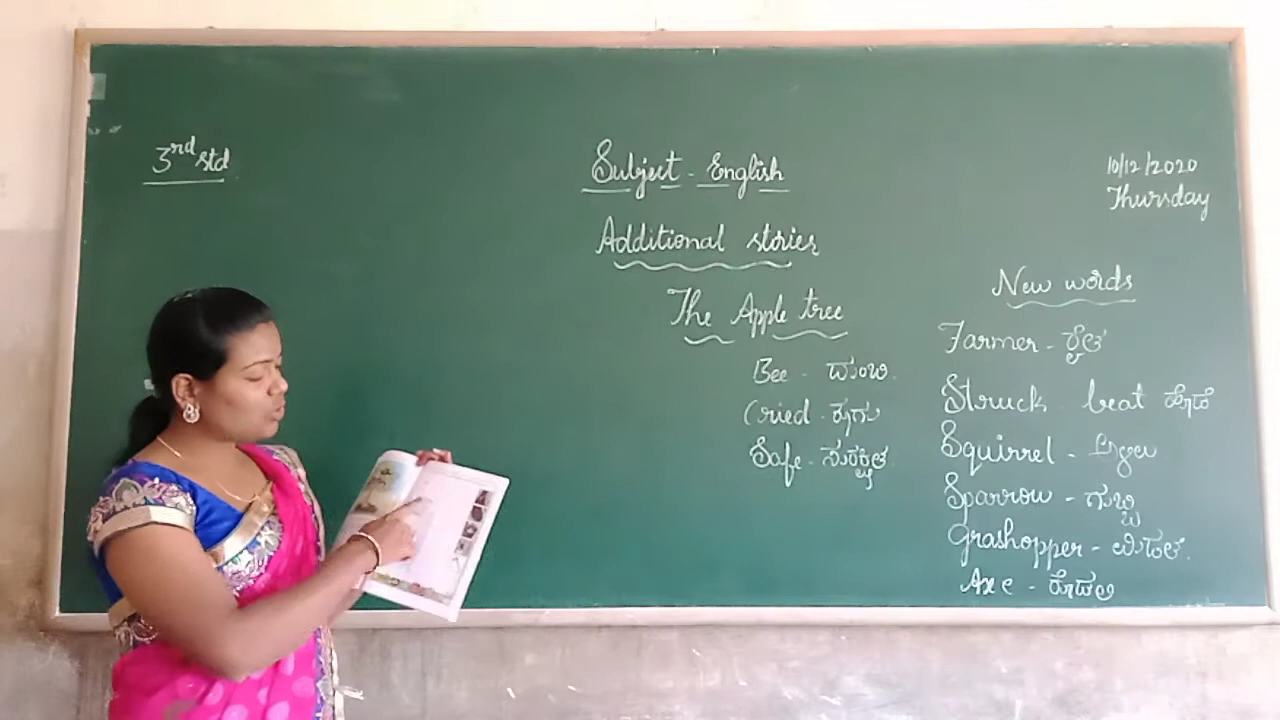 3rd std
Subject - English
10/12/2020
Thursday
Additional stories
The Apple tree
Bee - ದುಂಬಿ.
Cried - ಕೂಗು
Safe - ಸುರಕ್ಷಿತ
New words
Farmer - ರೈತ
Struck beat ಹೊಡೆ
Squirrel - ಅಳಿಲು
Sparrow - ಗುಬ್ಬಿ
Grashopper - ಮಿಡತೆ.
Axe - ಕೊಡಲಿ